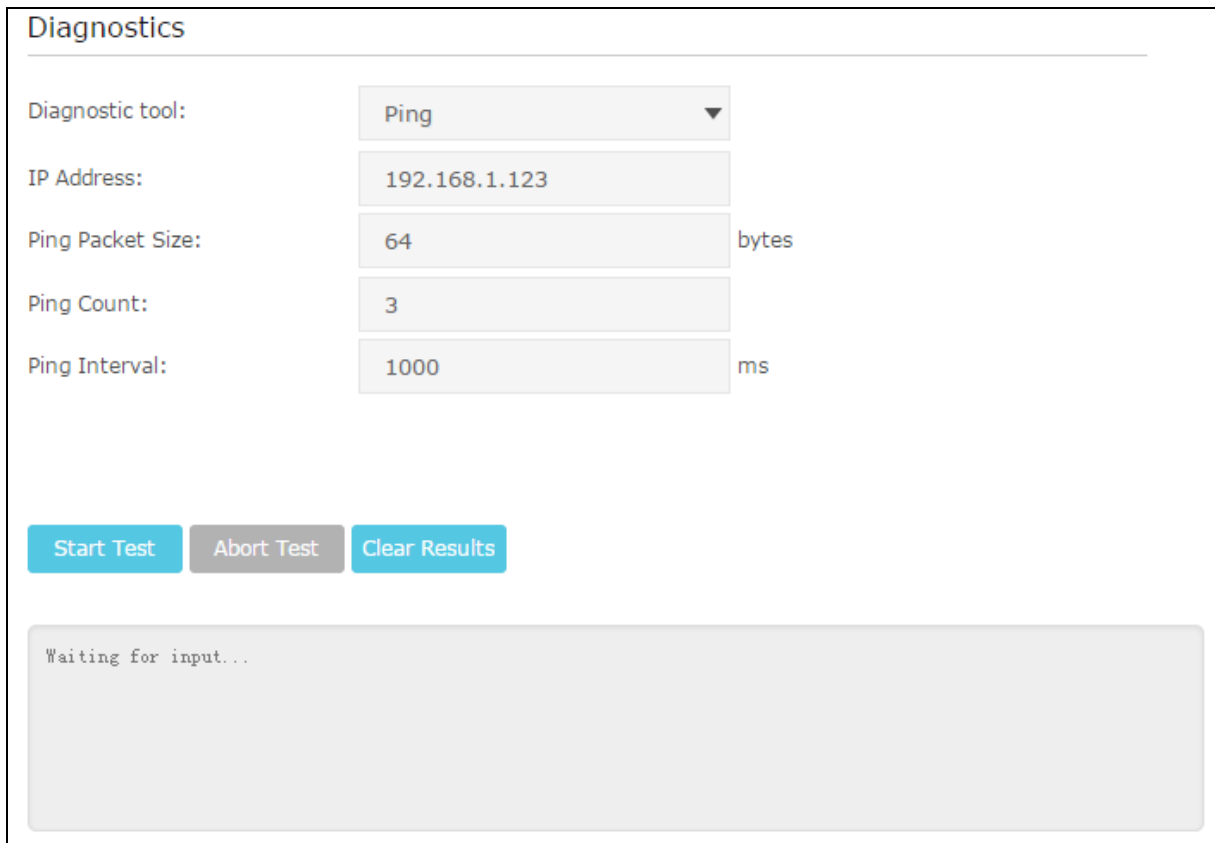 Diagnostics
Diagnostic tool: Ping
IP Address: 192.168.1.123
Ping Packet Size: 64 bytes
Ping Count: 3
Ping Interval: 1000 ms
Start Test Abort Test Clear Results
Waiting for input...